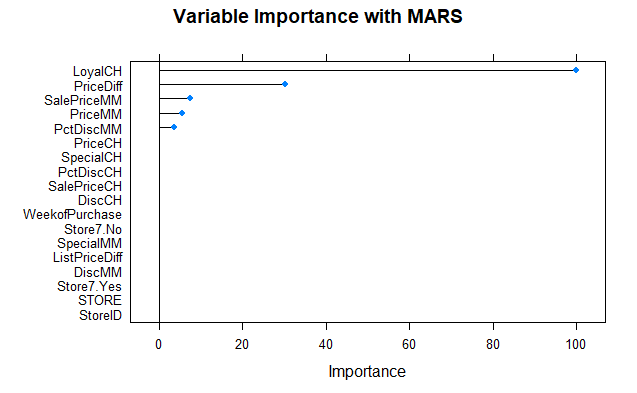 Variable Importance with MARS
LoyalCH
PriceDiff
SalePriceMM
PriceMM
PctDiscMM
PriceCH
SpecialCH
PctDiscCH
SalePriceCH
DiscCH
WeekofPurchase
Store7.No
SpecialMM
ListPriceDiff
DiscMM
Store7.Yes
STORE
StoreID
0 20 40 60 80 100
Importance